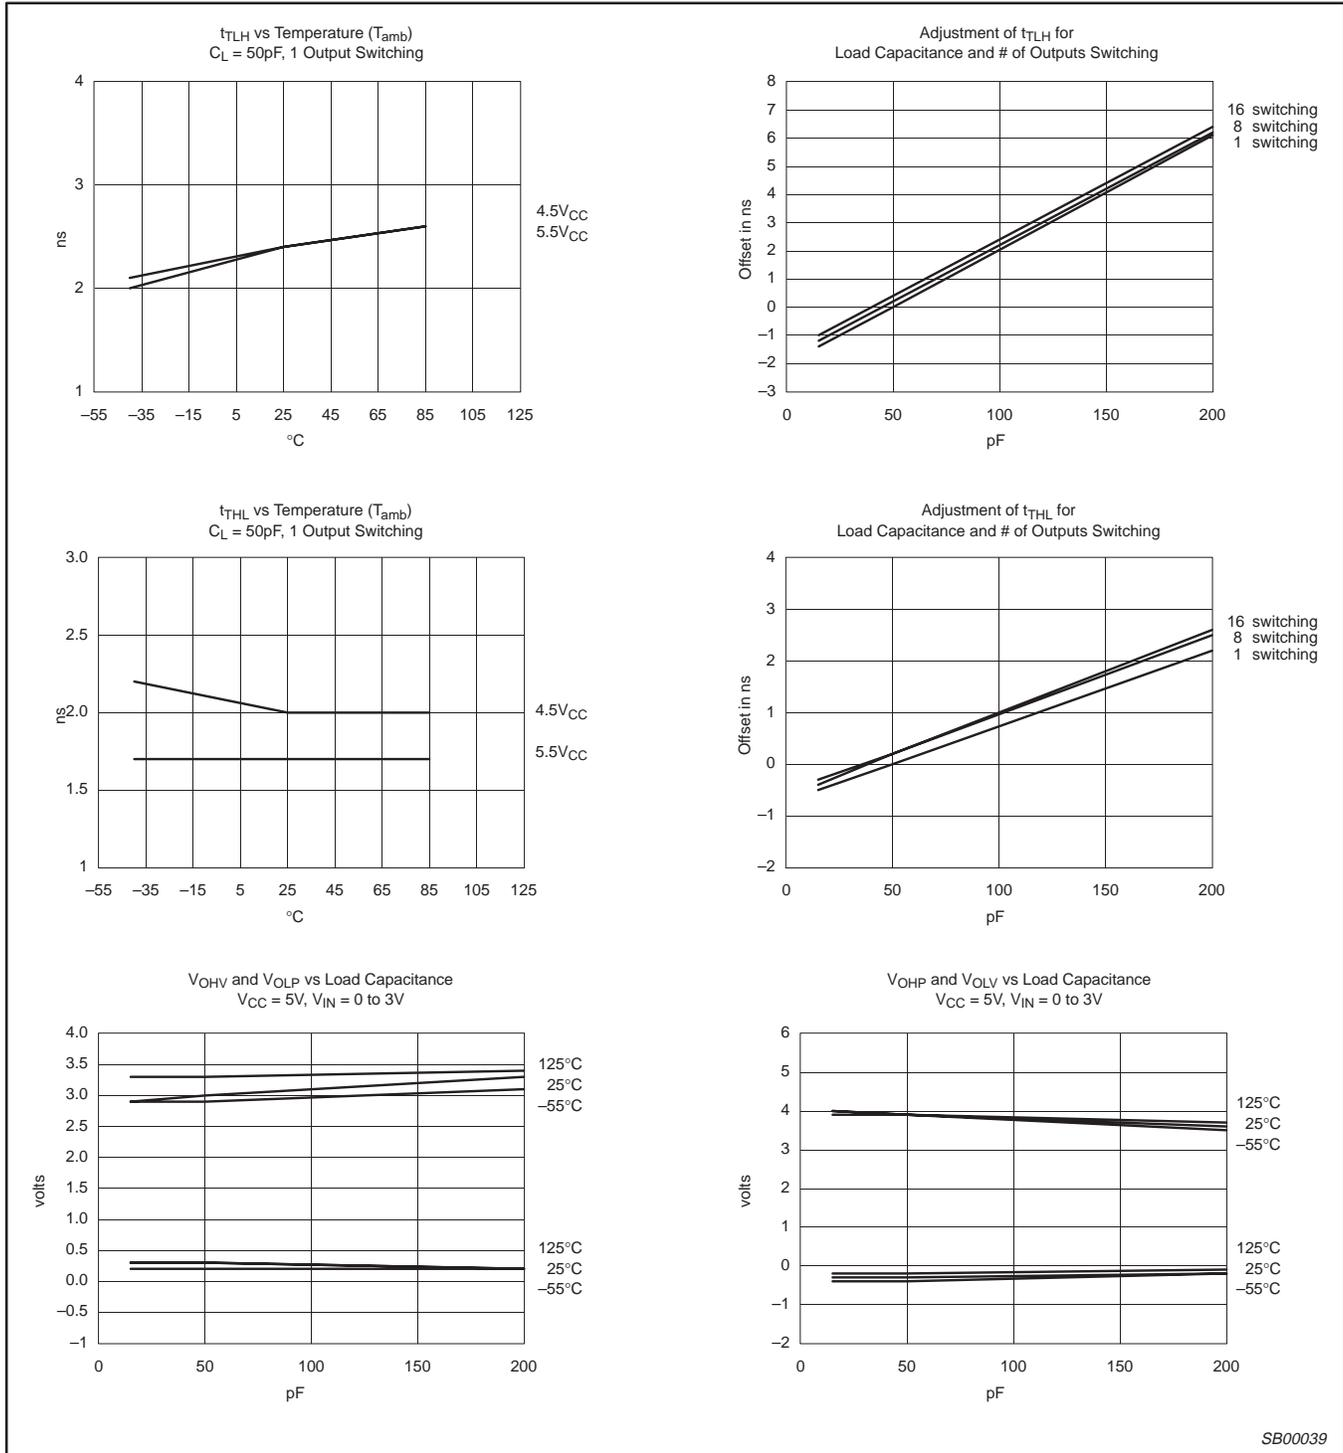 tTLH vs Temperature (Tamb)
CL = 50pF, 1 Output Switching
4
3
2
1
ns
–55 –35 –15 5 25 45 65 85 105 125
°C
4.5VCC
5.5VCC
Adjustment of tTLH for
Load Capacitance and # of Outputs Switching
8
7
6
5
4
3
2
1
0
–1
–2
–3
Offset in ns
0 50 100 150 200
pF
16 switching
8 switching
1 switching
tTHL vs Temperature (Tamb)
CL = 50pF, 1 Output Switching
3.0
2.5
2.0
1.5
1
ns
–55 –35 –15 5 25 45 65 85 105 125
°C
4.5VCC
5.5VCC
Adjustment of tTHL for
Load Capacitance and # of Outputs Switching
4
3
2
1
0
–1
–2
Offset in ns
0 50 100 150 200
pF
16 switching
8 switching
1 switching
VOHV and VOLP vs Load Capacitance
VCC = 5V, VIN = 0 to 3V
4.0
3.5
3.0
2.5
2.0
1.5
1.0
0.5
0.0
–0.5
–1
volts
0 50 100 150 200
pF
125°C
25°C
–55°C
125°C
25°C
–55°C
VOHP and VOLV vs Load Capacitance
VCC = 5V, VIN = 0 to 3V
6
5
4
3
2
1
0
–1
–2
volts
0 50 100 150 200
pF
125°C
25°C
–55°C
125°C
25°C
–55°C
SB00039